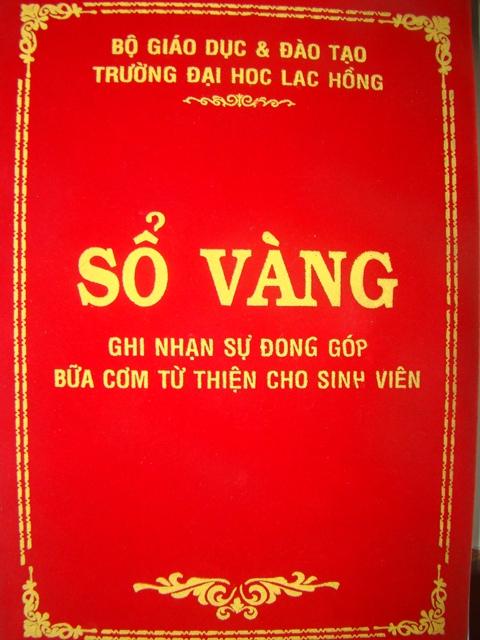 BỘ GIÁO DỤC & ĐÀO TẠO
TRƯỜNG ĐẠI HỌC LẠC HỒNG
SỔ VÀNG
GHI NHẬN SỰ ĐONG GÓP
BỮA CƠM TỪ THIỆN CHO SINH VIÊN